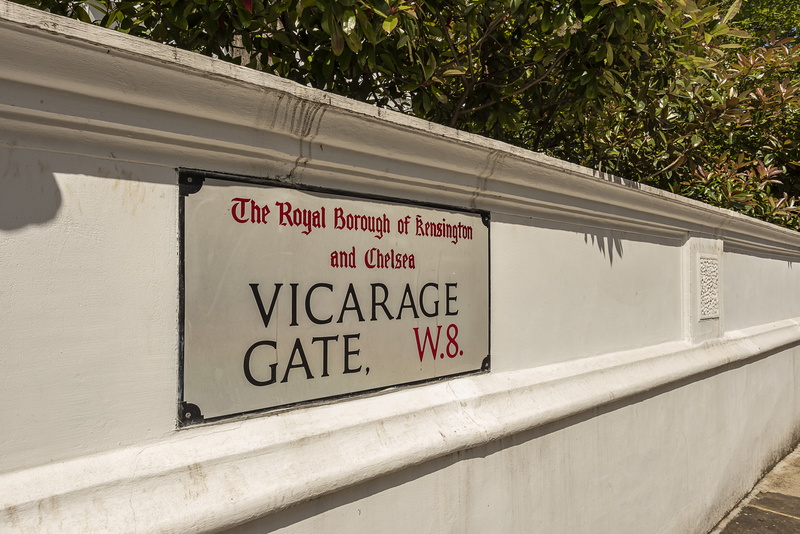 The Royal Borough of Kensington
and Chelsea
VICARAGE
GATE, W.8.